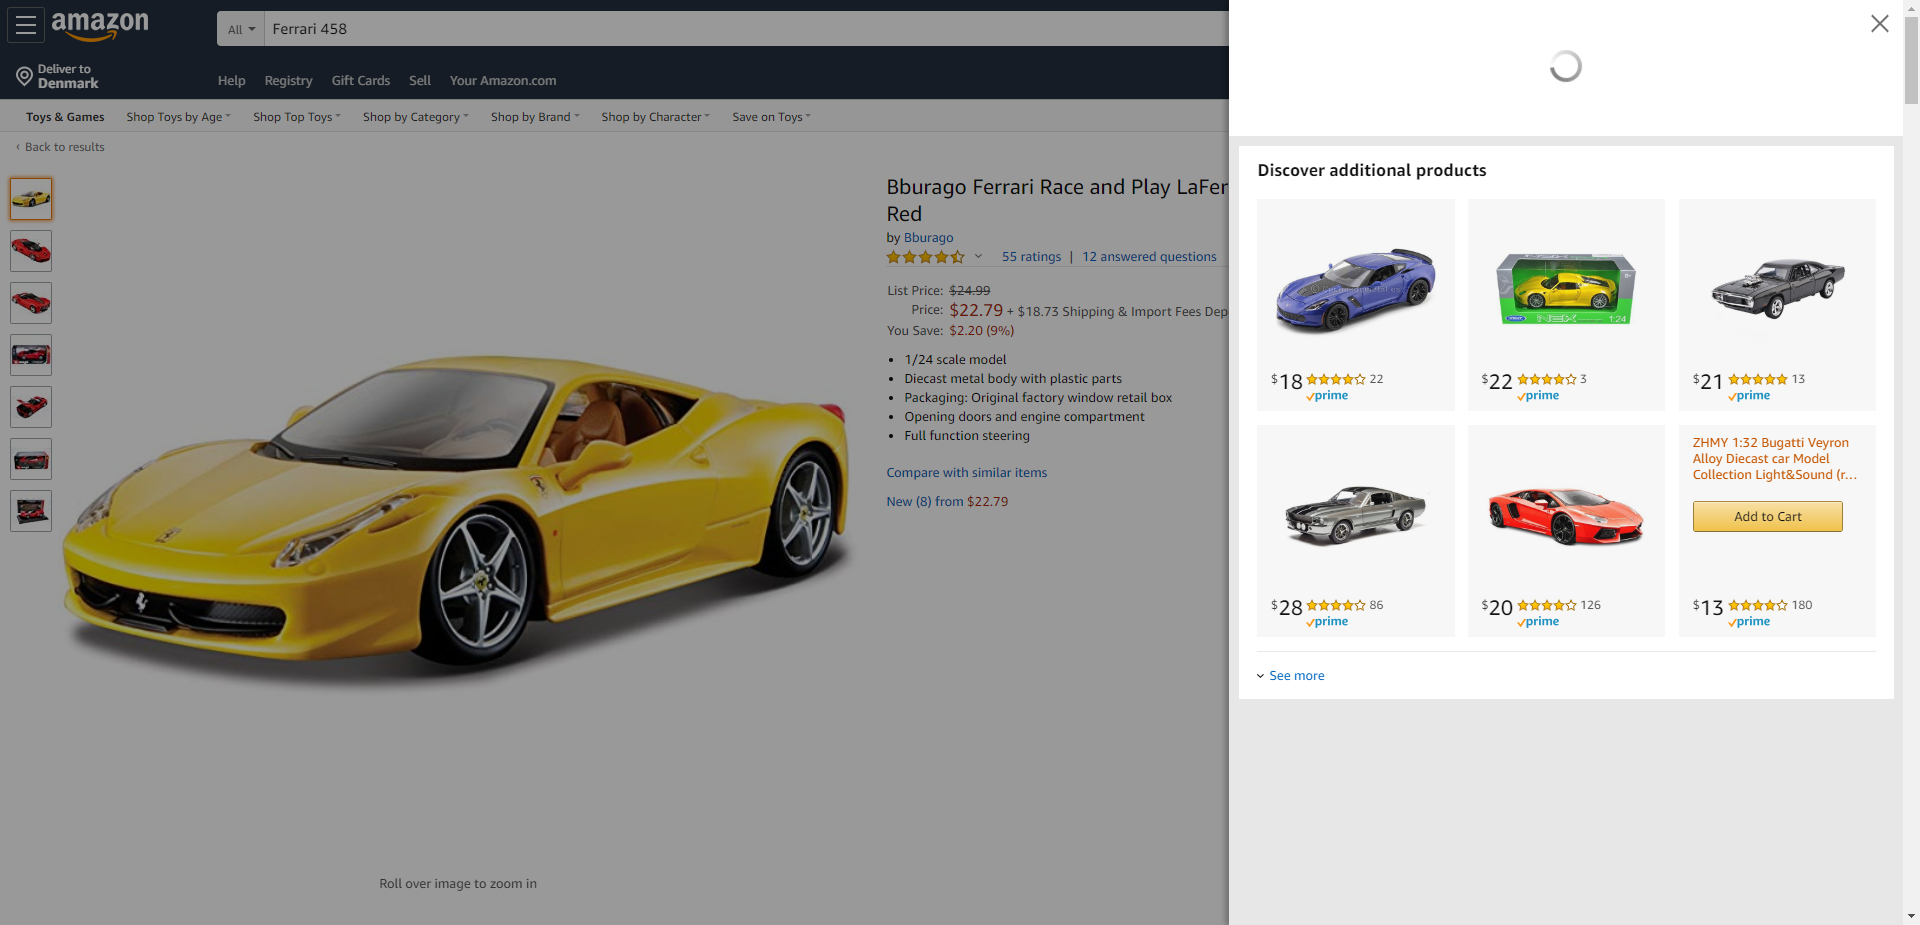 amazon
All
Ferrari 458
Deliver to
Denmark
Help
Registry
Gift Cards
Sell
Your Amazon.com
Toys & Games
Shop Toys by Age
Shop Top Toys
Shop by Category
Shop by Brand
Shop by Character
Save on Toys
‹ Back to results
Bburago Ferrari Race and Play LaFer
Red
by Bburago
55 ratings | 12 answered questions
List Price: $24.99
Price: $22.79 + $18.73 Shipping & Import Fees Dep
You Save: $2.20 (9%)
• 1/24 scale model
• Diecast metal body with plastic parts
• Packaging: Original factory window retail box
• Opening doors and engine compartment
• Full function steering
Compare with similar items
New (8) from $22.79
Roll over image to zoom in
Discover additional products
$18 22
prime
1:24
$22 3
prime
$21 13
prime
$28 86
prime
$20 126
prime
ZHMY 1:32 Bugatti Veyron
Alloy Diecast car Model
Collection Light&Sound (r...
Add to Cart
$13 180
prime
See more